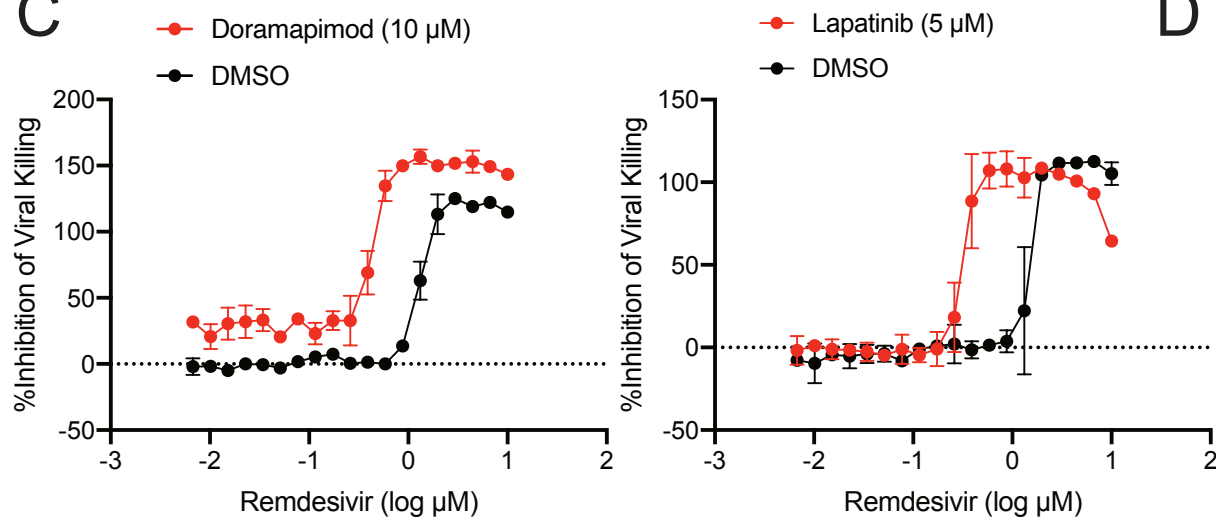 C
Doramapimod (10 µM)
DMSO
200
150
100
50
0
-50
-3
-2
-1
0
1
2
%Inhibition of Viral Killing
Remdesivir (log µM)
D
Lapatinib (5 µM)
DMSO
150
100
50
0
-50
-3
-2
-1
0
1
2
%Inhibition of Viral Killing
Remdesivir (log µM)